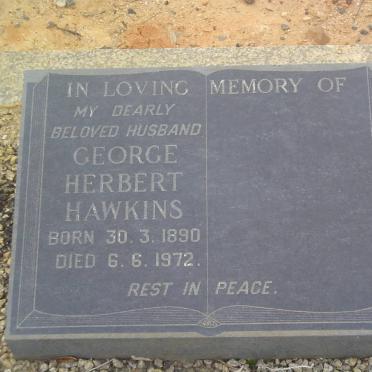 IN LOVING MEMORY OF
MY DEARLY
BELOVED HUSBAND
GEORGE
HERBERT
HAWKINS
BORN 30. 3. 1890
DIED 6. 6. 1972.
REST IN PEACE.